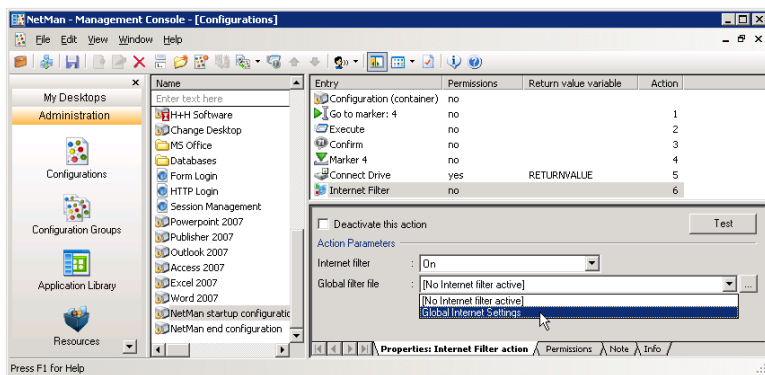 NetMan - Management Console - [Configurations]
File Edit View Window Help
My Desktops
Administration
Configurations
Configuration Groups
Application Library
Resources
Name
Enter text here
H+H Software
Change Desktop
MS Office
Databases
Form Login
HTTP Login
Session Management
Powerpoint 2007
Publisher 2007
Outlook 2007
Access 2007
Excel 2007
Word 2007
NetMan startup configuratic
NetMan end configuration
Entry Permissions Return value variable Action
Configuration (container) no
Go to marker: 4 no 1
Execute no 2
Confirm no 3
Marker 4 no 4
Connect Drive yes RETURNVALUE 5
Internet Filter no 6
Deactivate this action Test
Action Parameters
Internet filter : On
Global filter file : [No Internet filter active] ...
[No Internet filter active]
Global Internet Settings
Properties: Internet Filter action Permissions Note Info
Press F1 for Help